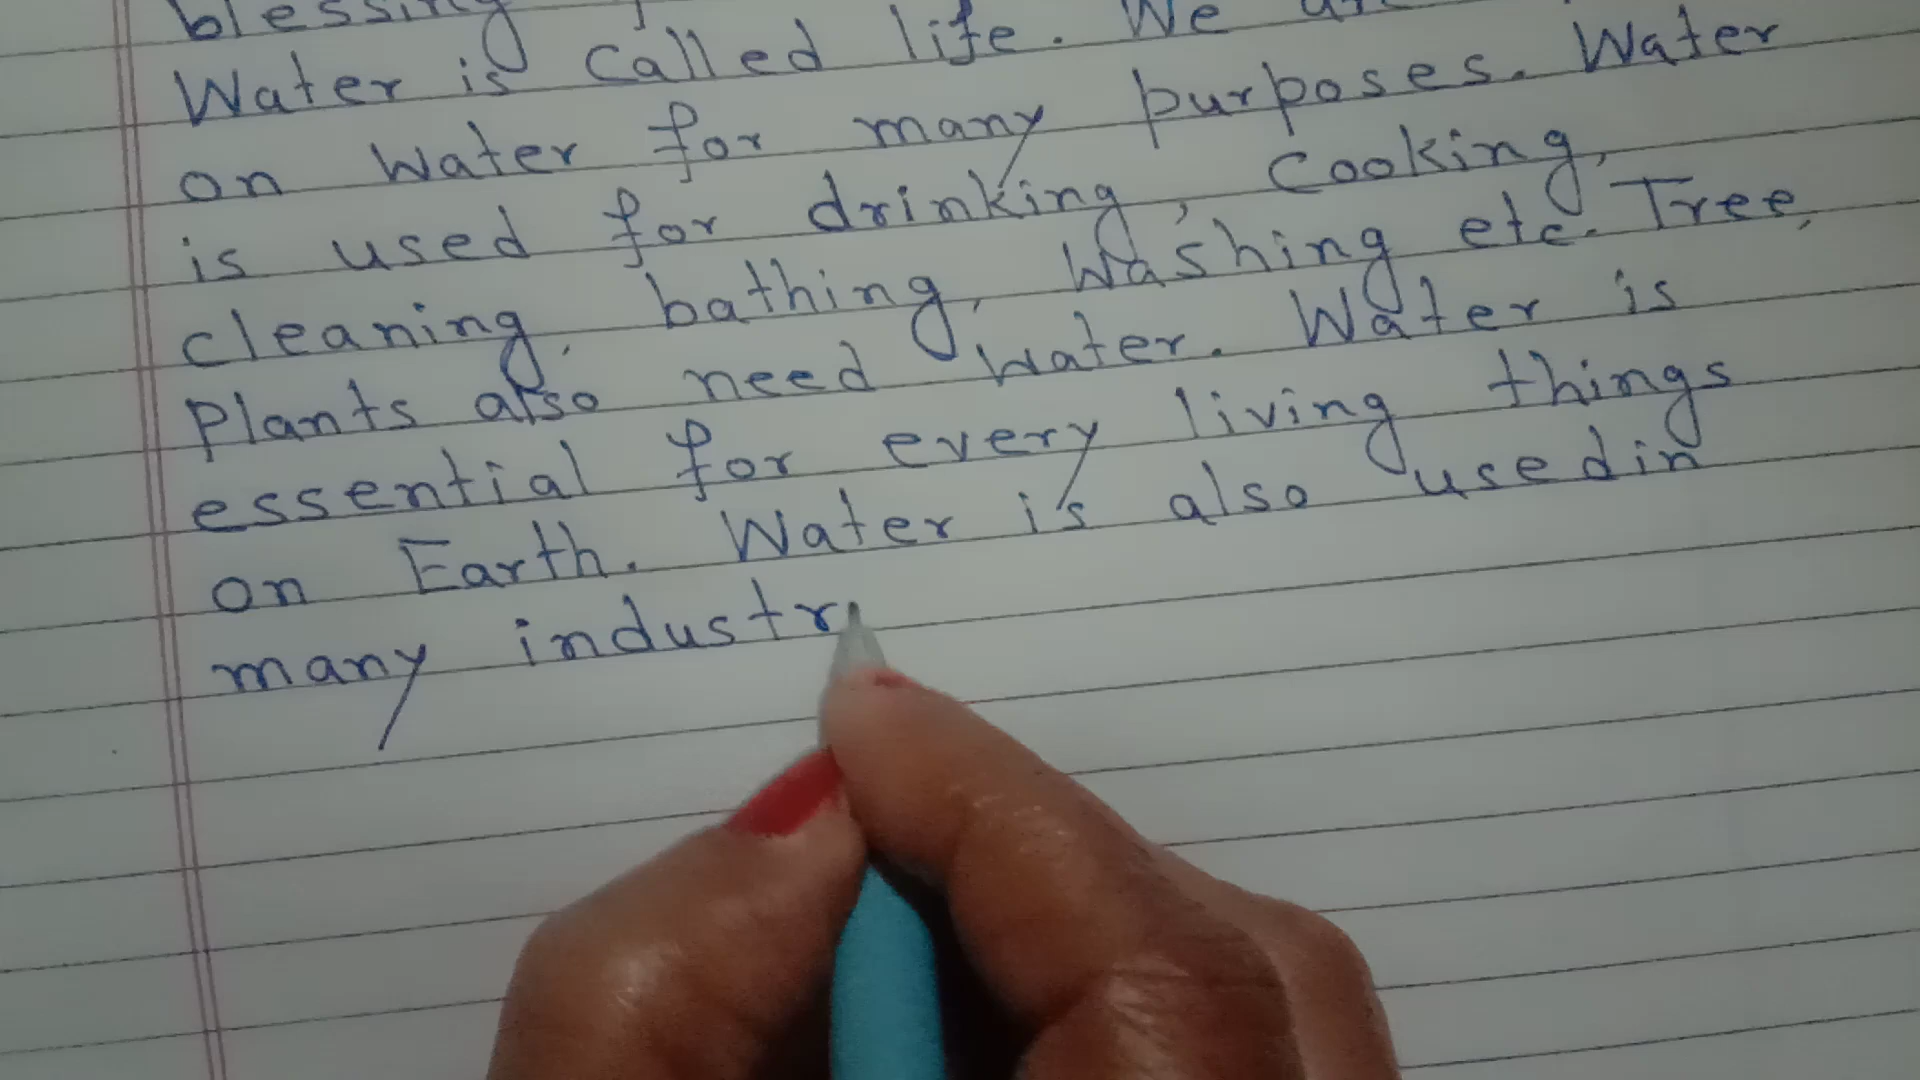 blessing
Water is called life. We
on water for many purposes. Water
is used for drinking, cooking,
cleaning, bathing, washing etc. Tree,
plants also need water. Water is
essential for every living things
on Earth. Water is also usedin
many industr